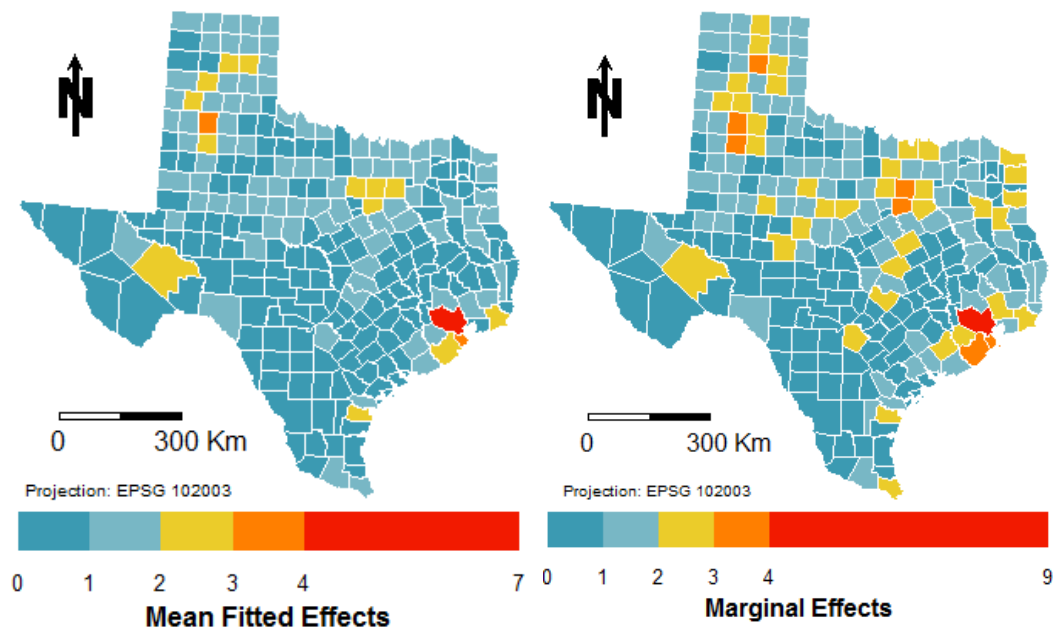 N
N
0 300 Km
0 300 Km
Projection: EPSG 102003
Projection: EPSG 102003
0 1 2 3 4 7
0 1 2 3 4 9
Mean Fitted Effects
Marginal Effects